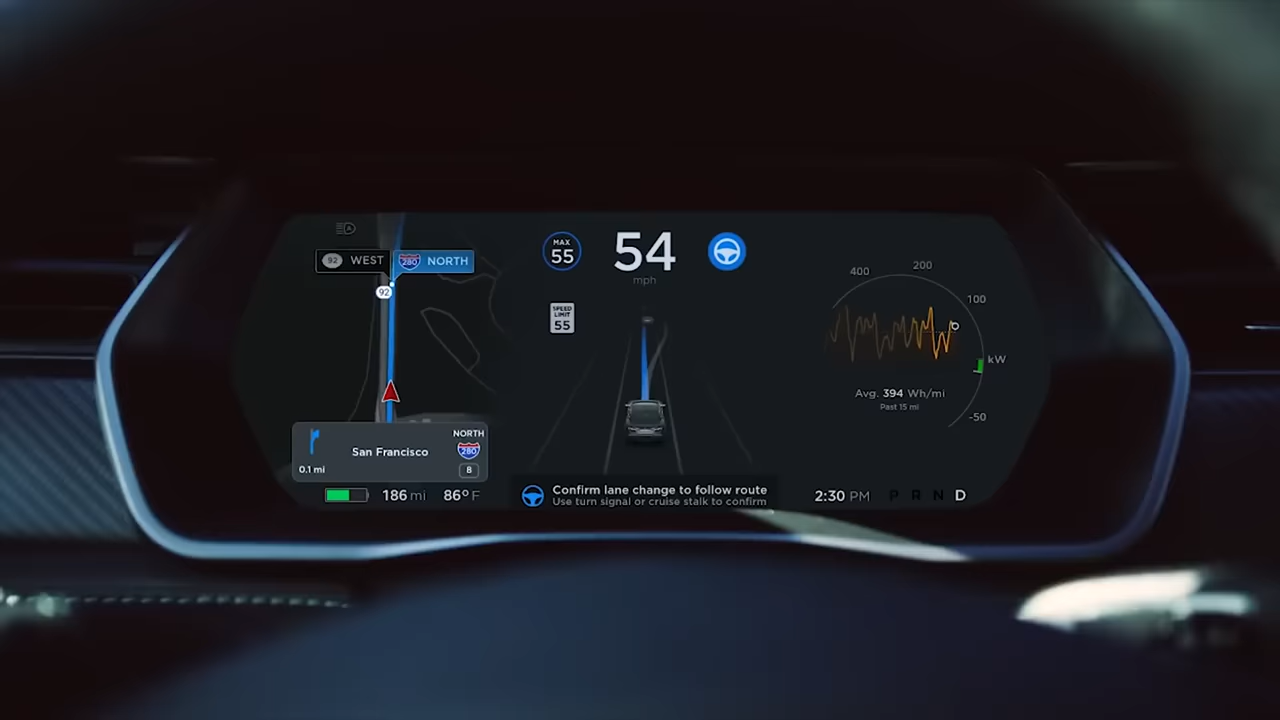 92 WEST
280 NORTH
92
San Francisco
NORTH
280
8
0.1 mi
186 mi
86° F
MAX
55
54
mph
SPEED
LIMIT
55
Confirm lane change to follow route
Use turn signal or cruise stalk to confirm
400
200
100
kW
-50
Avg. 394 Wh/mi
Past 15 mi
2:30 PM
P R N D